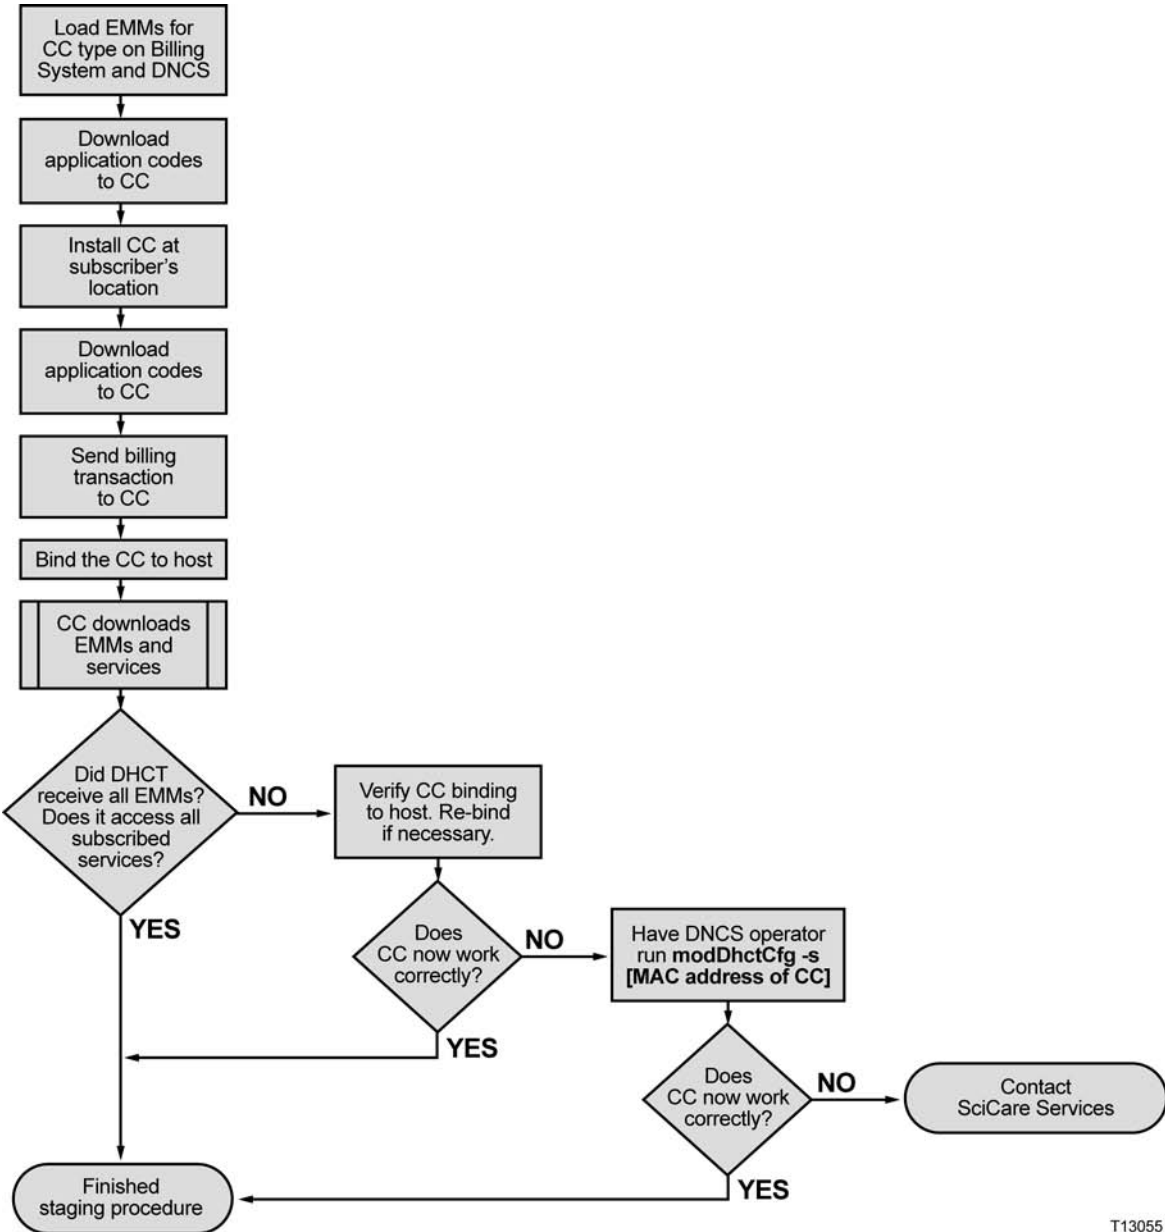 Load EMMs for
CC type on Billing
System and DNCS
Download
application codes
to CC
Install CC at
subscriber's
location
Download
application codes
to CC
Send billing
transaction
to CC
Bind the CC to host
CC downloads
EMMs and
services
Did DHCT
receive all EMMs?
Does it access all
subscribed
services?
NO
YES
Verify CC binding
to host. Re-bind
if necessary.
Does
CC now work
correctly?
NO
YES
Have DNCS operator
run modDhctCfg -s
[MAC address of CC]
Does
CC now work
correctly?
NO
YES
Contact
SciCare Services
Finished
staging procedure
T13055